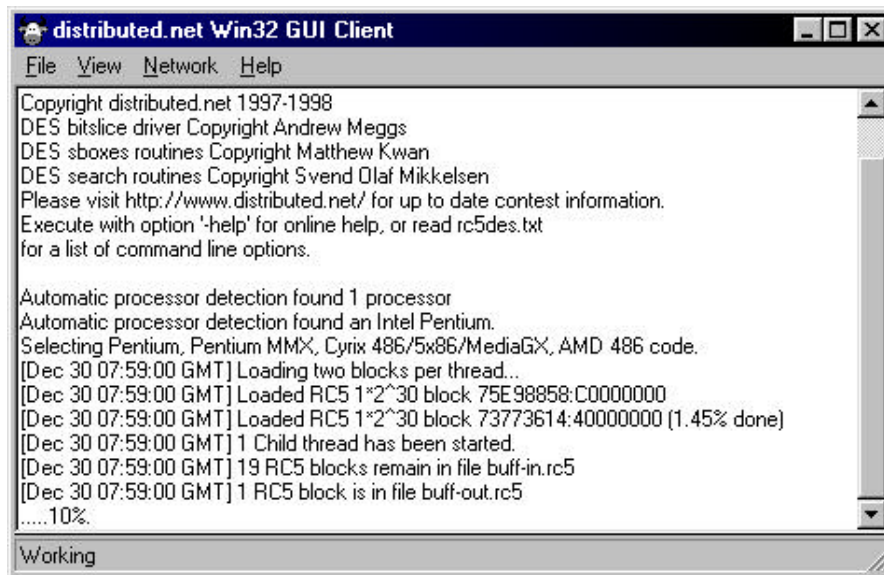 distributed.net Win32 GUI Client
File View Network Help
Copyright distributed.net 1997-1998
DES bitslice driver Copyright Andrew Meggs
DES sboxes routines Copyright Matthew Kwan
DES search routines Copyright Svend Olaf Mikkelsen
Please visit http://www.distributed.net/ for up to date contest information.
Execute with option '-help' for online help, or read rc5des.txt
for a list of command line options.
Automatic processor detection found 1 processor
Automatic processor detection found an Intel Pentium.
Selecting Pentium, Pentium MMX, Cyrix 486/5x86/MediaGX, AMD 486 code.
[Dec 30 07:59:00 GMT] Loading two blocks per thread...
[Dec 30 07:59:00 GMT] Loaded RC5 1*2^30 block 75E98858:C0000000
[Dec 30 07:59:00 GMT] Loaded RC5 1*2^30 block 73773614:40000000 (1.45% done)
[Dec 30 07:59:00 GMT] 1 Child thread has been started.
[Dec 30 07:59:00 GMT] 19 RC5 blocks remain in file buff-in.rc5
[Dec 30 07:59:00 GMT] 1 RC5 block is in file buff-out.rc5
.....10%.
Working